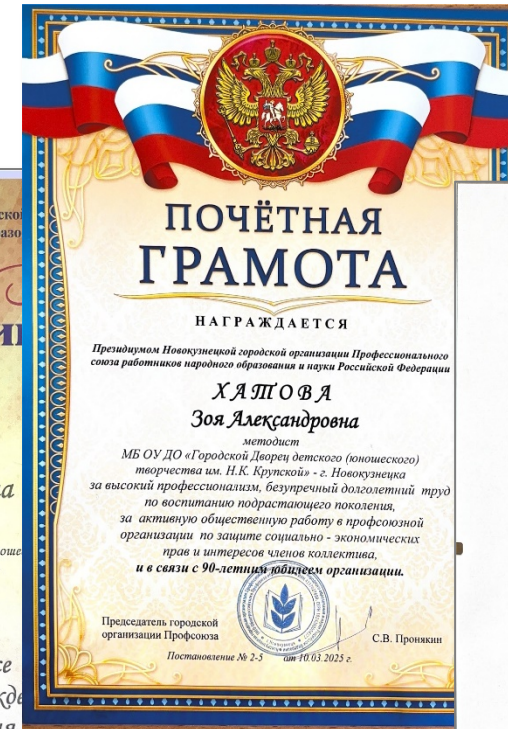 ПОЧЁТНАЯ
ГРАМОТА
НАГРАЖДАЕТСЯ
Президиумом Новокузнецкой городской организации Профессионального
союза работников народного образования и науки Российской Федерации
ХАТОВА
Зоя Александровна
методист
МБ ОУ ДО «Городской Дворец детского (юношеского)
творчества им. Н.К. Крупской» - г. Новокузнецка
за высокий профессионализм, безупречный долголетний труд
по воспитанию подрастающего поколения,
за активную общественную работу в профсоюзной
организации по защите социально - экономических
прав и интересов членов коллектива,
и в связи с 90-летним юбилеем организации.
Председатель городской
организации Профсоюза
С.В. Пронякин
Постановление № 2-5 от 10.03.2025 г.